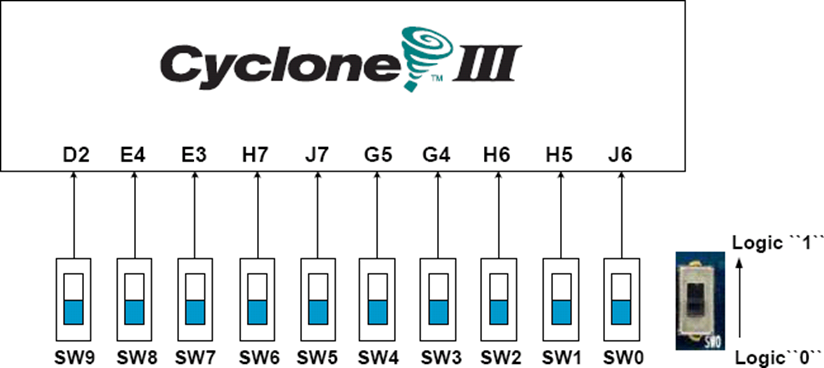 Cyclone III
TM
D2 E4 E3 H7 J7 G5 G4 H6 H5 J6
Logic ``1``
SW0
SW9 SW8 SW7 SW6 SW5 SW4 SW3 SW2 SW1 SW0
Logic``0``